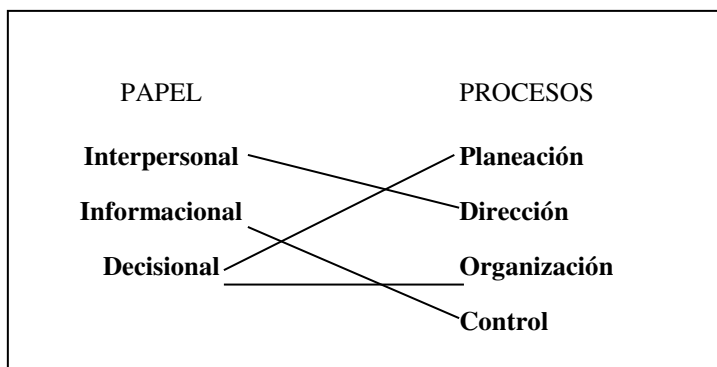 PAPEL PROCESOS
Interpersonal Planeación
Informacional Dirección
Decisional Organización
Control